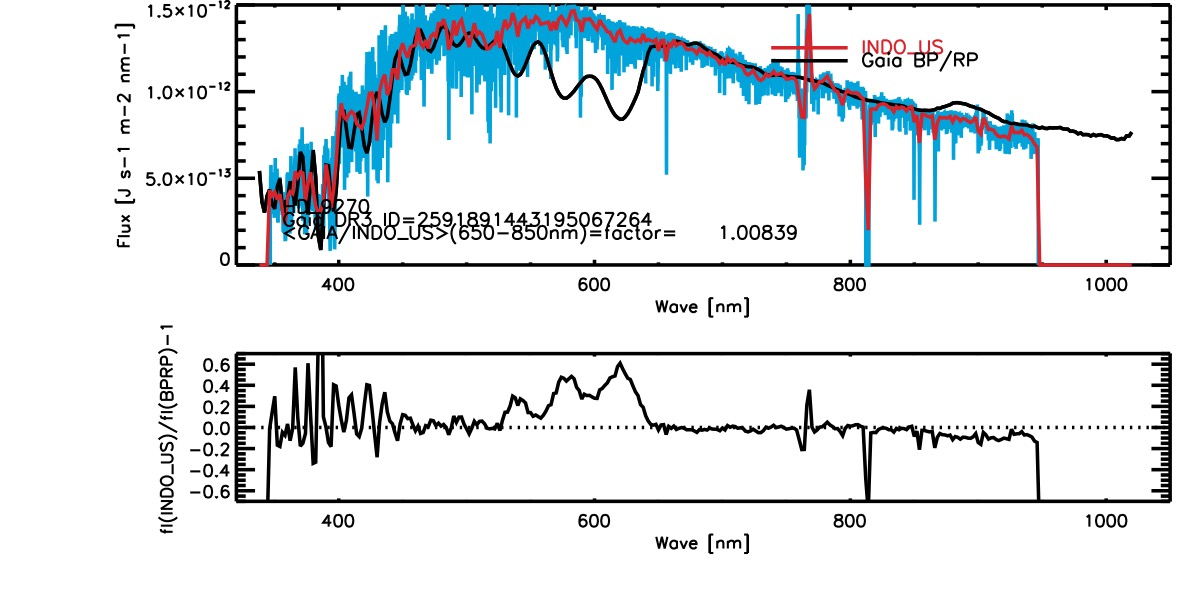 1.5×10−12
1.0×10−12
5.0×10−13
0
Flux [J s−1 m−2 nm−1]
INDO_US
Gaia BP/RP
Gaia DR3 ID=2591891443195067264
<GAIA/INDO_US>(650−850nm)=factor= 1.00839
400 600 800 1000
Wave [nm]
fl(INDO_US)/fl(BPRP)−1
0.6
0.4
0.2
0.0
−0.2
−0.4
−0.6
400 600 800 1000
Wave [nm]